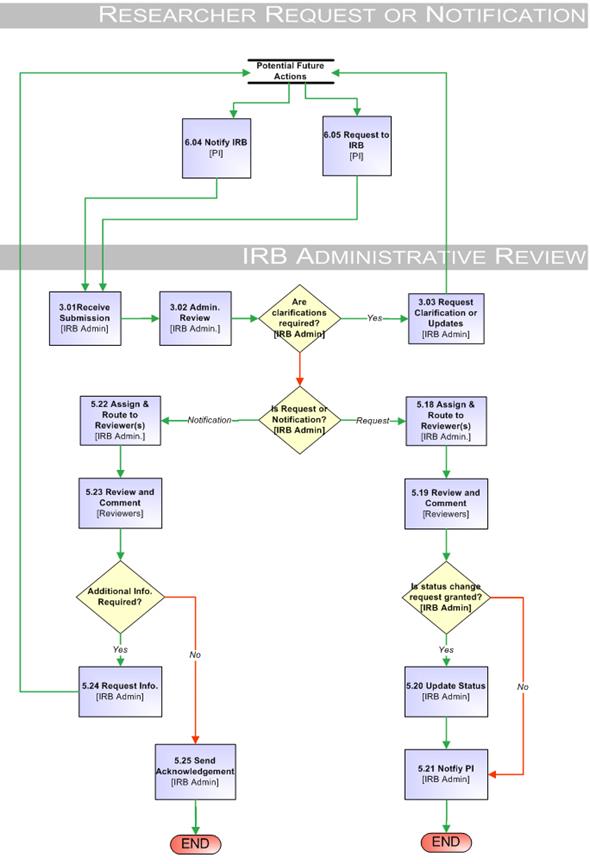 RESEARCHER REQUEST OR NOTIFICATION
Potential Future
Actions
6.04 Notify IRB
[PI]
6.05 Request to
IRB
[PI]
IRB ADMINISTRATIVE REVIEW
3.01Receive
Submission
[IRB Admin]
3.02 Admin.
Review
[IRB Admin.]
Are
clarifications
required?
[IRB Admin]
Yes
3.03 Request
Clarification or
Updates
[IRB Admin]
5.22 Assign &
Route to
Reviewer(s)
[IRB Admin.]
Notification
Is Request or
Notification?
[IRB Admin]
Request
5.18 Assign &
Route to
Reviewer(s)
[IRB Admin.]
5.23 Review and
Comment
[Reviewers]
5.19 Review and
Comment
[Reviewers]
Additional Info.
Required?
Is status change
request granted?
[IRB Admin]
Yes
No
Yes
No
5.24 Request Info.
[IRB Admin]
5.20 Update Status
[IRB Admin]
5.25 Send
Acknowledgement
[IRB Admin]
5.21 Notfiy PI
[IRB Admin]
END
END